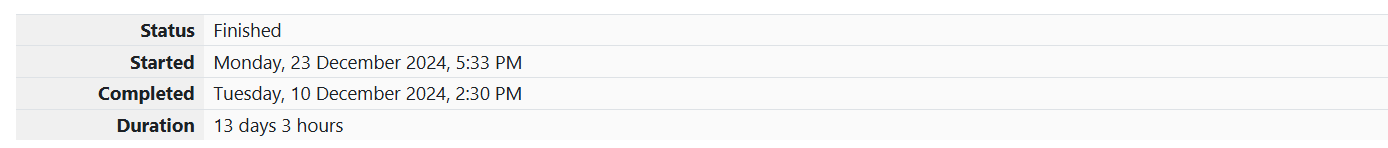 Status Finished
Started Monday, 23 December 2024, 5:33 PM
Completed Tuesday, 10 December 2024, 2:30 PM
Duration 13 days 3 hours